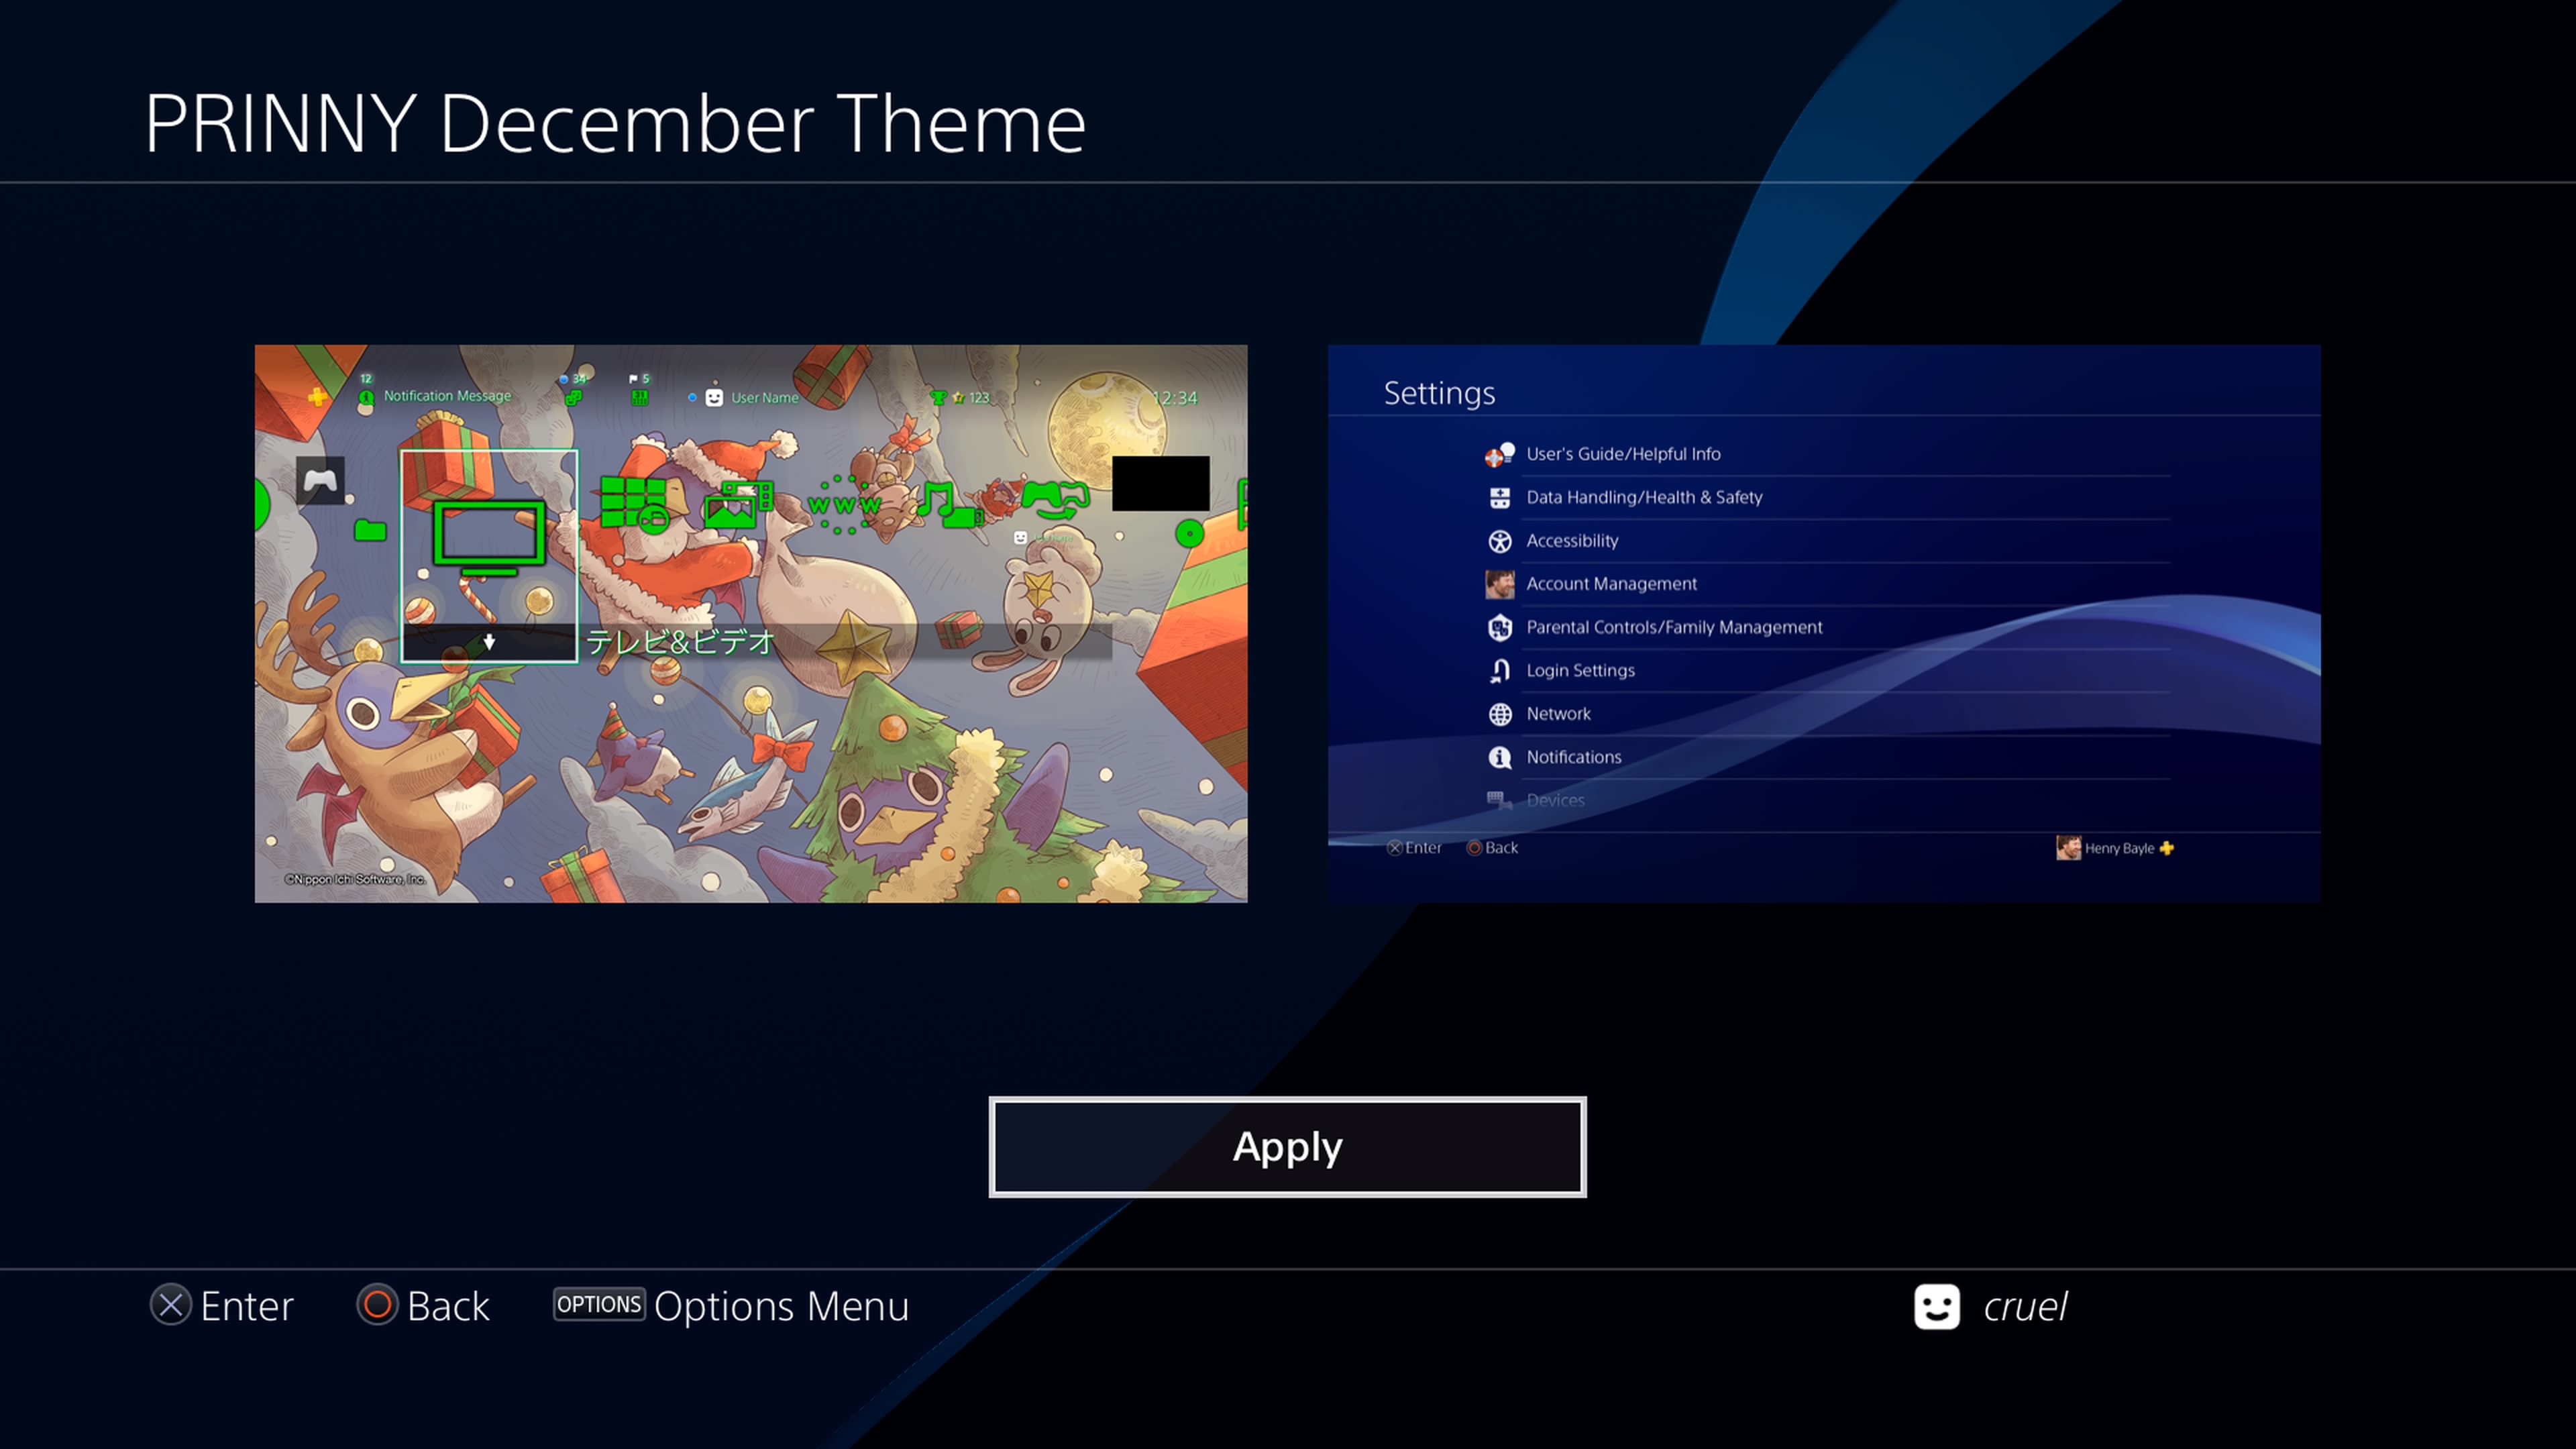 PRINNY December Theme
12
34
5
Notification Message
User Name
123
12:34
www
テレビ&ビデオ
©Nippon Ichi Software, Inc.
Settings
User's Guide/Helpful Info
Data Handling/Health & Safety
Accessibility
Account Management
Parental Controls/Family Management
Login Settings
Network
Notifications
Devices
Enter
Back
Henry Bayle
Apply
Enter
Back
OPTIONS Options Menu
cruel